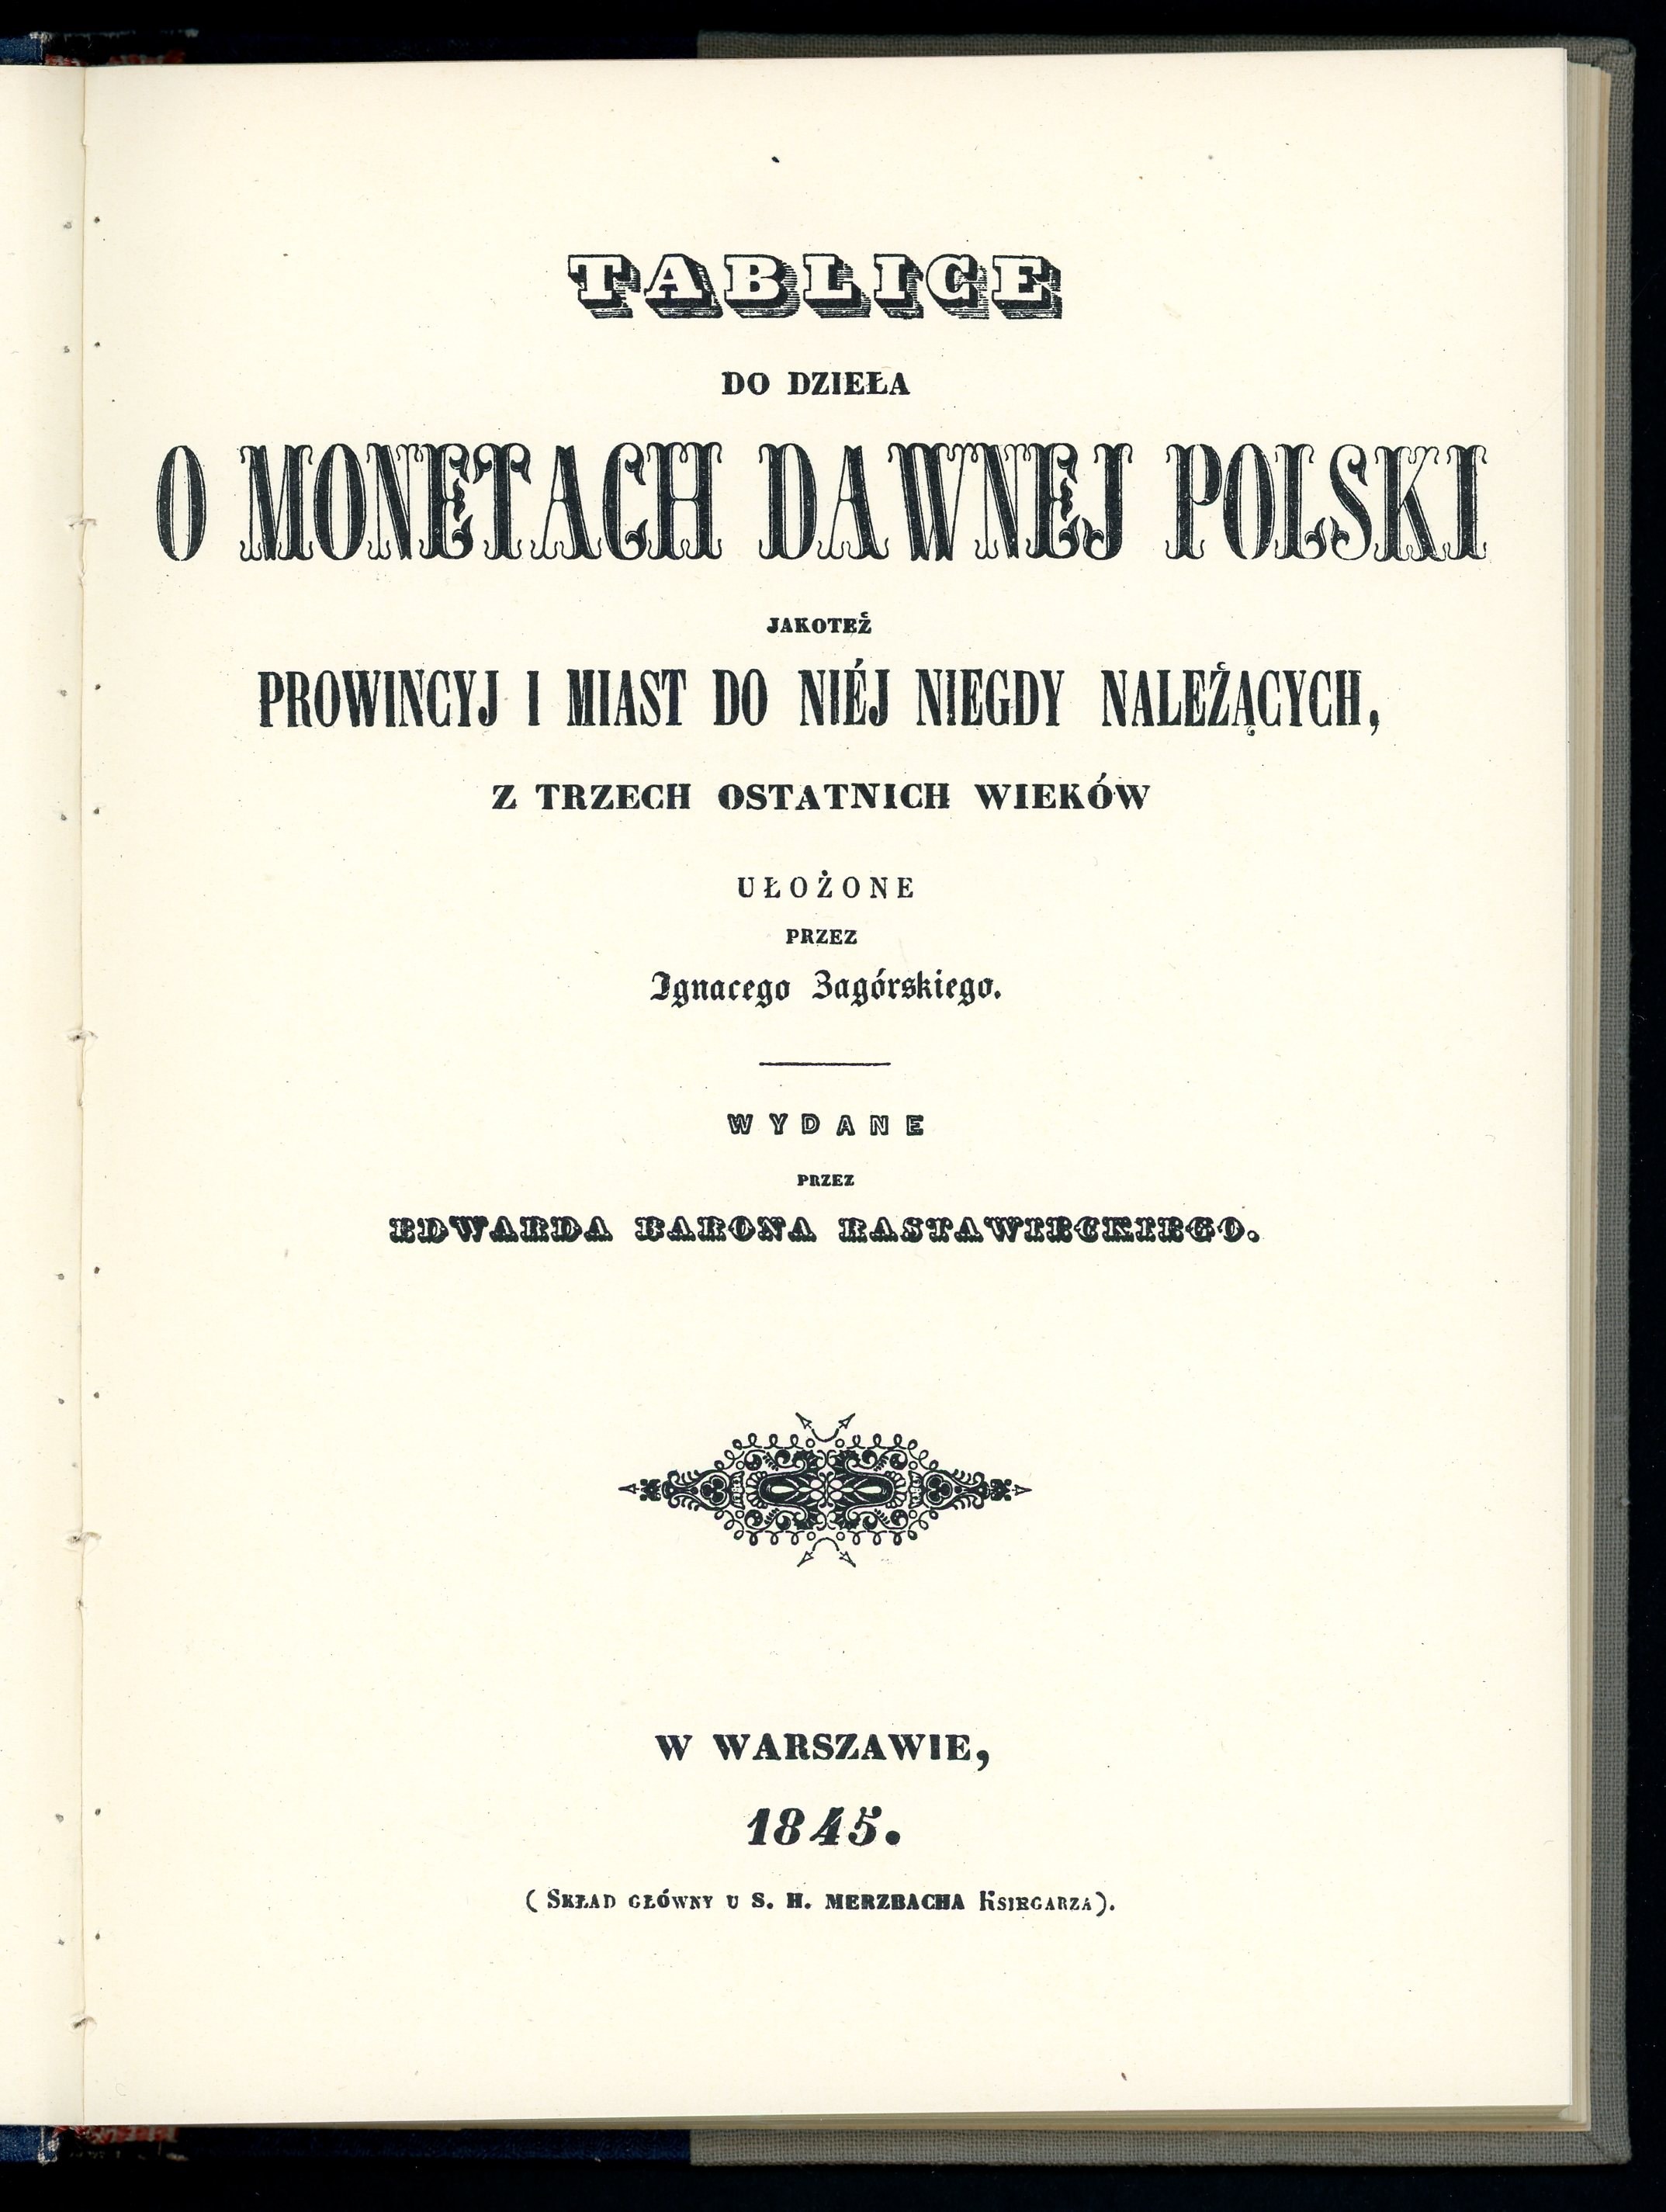 TABLICE
DO DZIEŁA
O MONETACH DAWNEJ POLSKI
JAKOTEŻ
PROWINCYJ I MIAST DO NIÉJ NIEGDY NALEŻĄCYCH,
Z TRZECH OSTATNICH WIEKÓW
UŁOŻONE
PRZEZ
Ignacego Zagórskiego.
WYDANE
PRZEZ
EDWARDA BARONA RASTAWIECKIEGO.
W WARSZAWIE,
1845.
( SKŁAD GŁÓWNY U S. H. MERZBACHA KSIEGARZA).